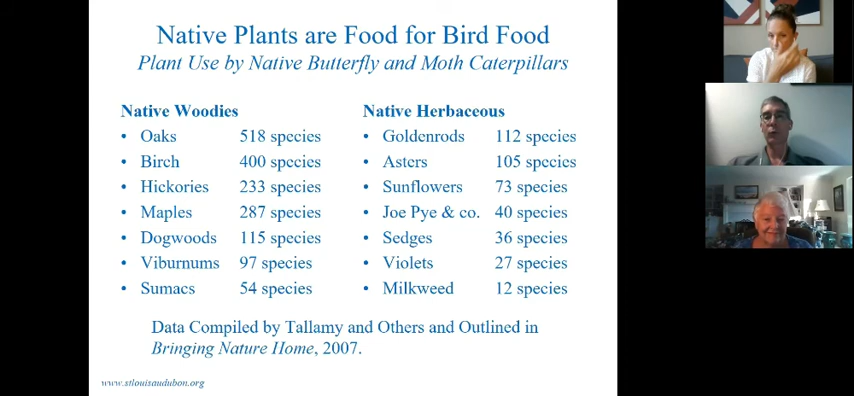 Native Plants are Food for Bird Food
Plant Use by Native Butterfly and Moth Caterpillars
Native Woodies
• Oaks 518 species
• Birch 400 species
• Hickories 233 species
• Maples 287 species
• Dogwoods 115 species
• Viburnums 97 species
• Sumacs 54 species
Native Herbaceous
• Goldenrods 112 species
• Asters 105 species
• Sunflowers 73 species
• Joe Pye & co. 40 species
• Sedges 36 species
• Violets 27 species
• Milkweed 12 species
Data Compiled by Tallamy and Others and Outlined in
Bringing Nature Home, 2007.
www.stlouisaudubon.org